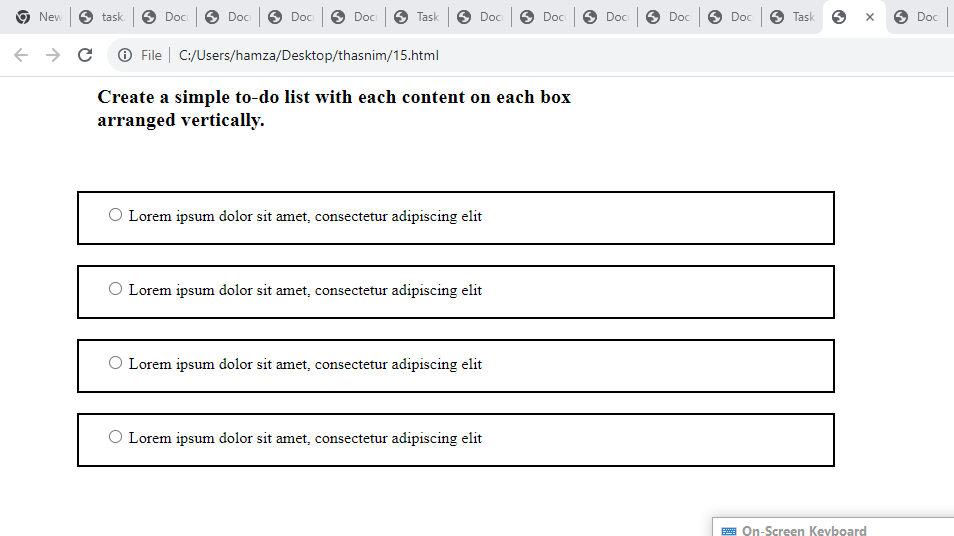 New task Doc Doc Doc Doc Task Doc Doc Doc Doc Doc Task Doc
File C:/Users/hamza/Desktop/thasnim/15.html
Create a simple to-do list with each content on each box
arranged vertically.
Lorem ipsum dolor sit amet, consectetur adipiscing elit
Lorem ipsum dolor sit amet, consectetur adipiscing elit
Lorem ipsum dolor sit amet, consectetur adipiscing elit
Lorem ipsum dolor sit amet, consectetur adipiscing elit
On-Screen Keyboard